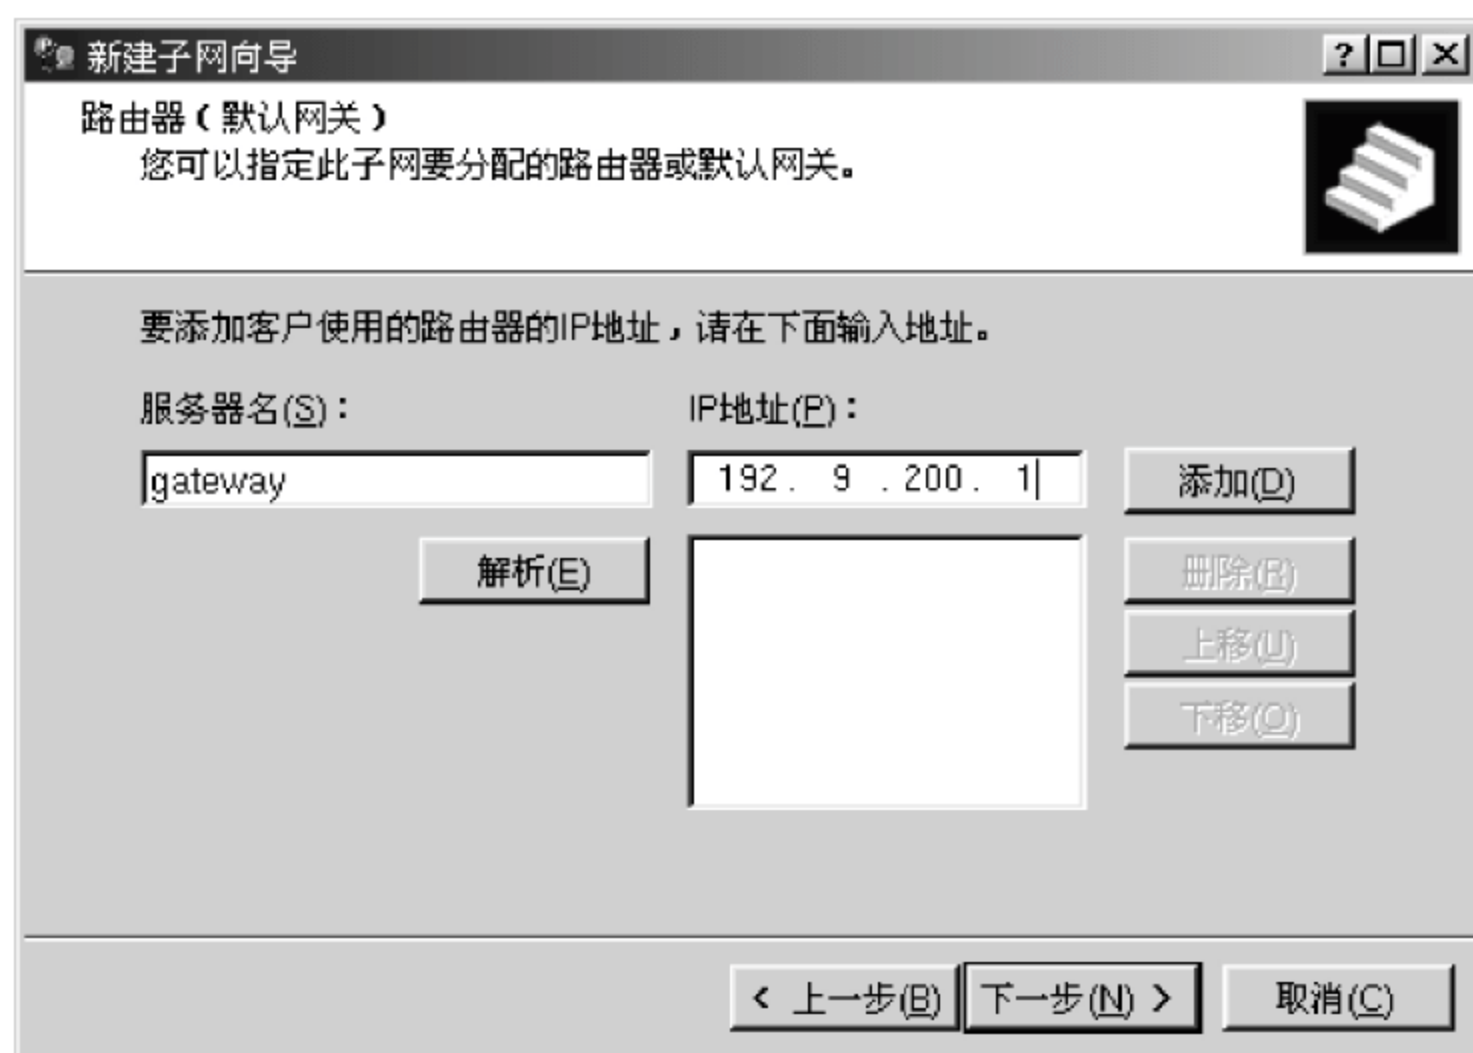 新建子网向导
路由器(默认网关)
您可以指定此子网要分配的路由器或默认网关。
要添加客户使用的路由器的IP地址,请在下面输入地址。
服务器名(S): IP地址(P):
gateway 192. 9 .200. 1 添加(D)
解析(E) 删除(R)
上移(U)
下移(O)
< 上一步(B) 下一步(N) > 取消(C)